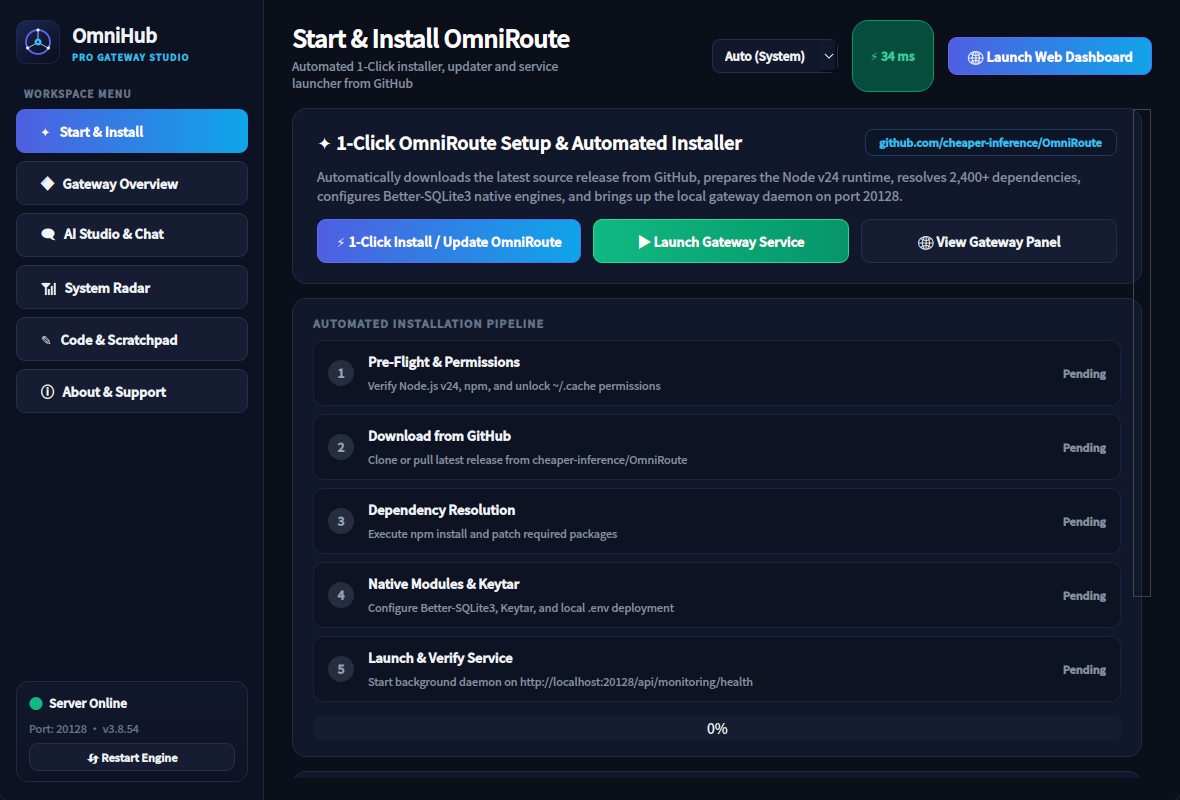 OmniHub
PRO GATEWAY STUDIO
WORKSPACE MENU
✦ Start & Install
◆ Gateway Overview
🗨 AI Studio & Chat
📶 System Radar
✎ Code & Scratchpad
ⓘ About & Support
Server Online
Port: 20128 • v3.8.54
Restart Engine
Start & Install OmniRoute
Automated 1-Click installer, updater and service
launcher from GitHub
Auto (System)
⚡ 34 ms
🌐 Launch Web Dashboard
✦ 1-Click OmniRoute Setup & Automated Installer
github.com/cheaper-inference/OmniRoute
Automatically downloads the latest source release from GitHub, prepares the Node v24 runtime, resolves 2,400+ dependencies,
configures Better-SQLite3 native engines, and brings up the local gateway daemon on port 20128.
⚡ 1-Click Install / Update OmniRoute
▶ Launch Gateway Service
🌐 View Gateway Panel
AUTOMATED INSTALLATION PIPELINE
1
Pre-Flight & Permissions
Verify Node.js v24, npm, and unlock ~/.cache permissions
Pending
2
Download from GitHub
Clone or pull latest release from cheaper-inference/OmniRoute
Pending
3
Dependency Resolution
Execute npm install and patch required packages
Pending
4
Native Modules & Keytar
Configure Better-SQLite3, Keytar, and local .env deployment
Pending
5
Launch & Verify Service
Start background daemon on http://localhost:20128/api/monitoring/health
Pending
0%